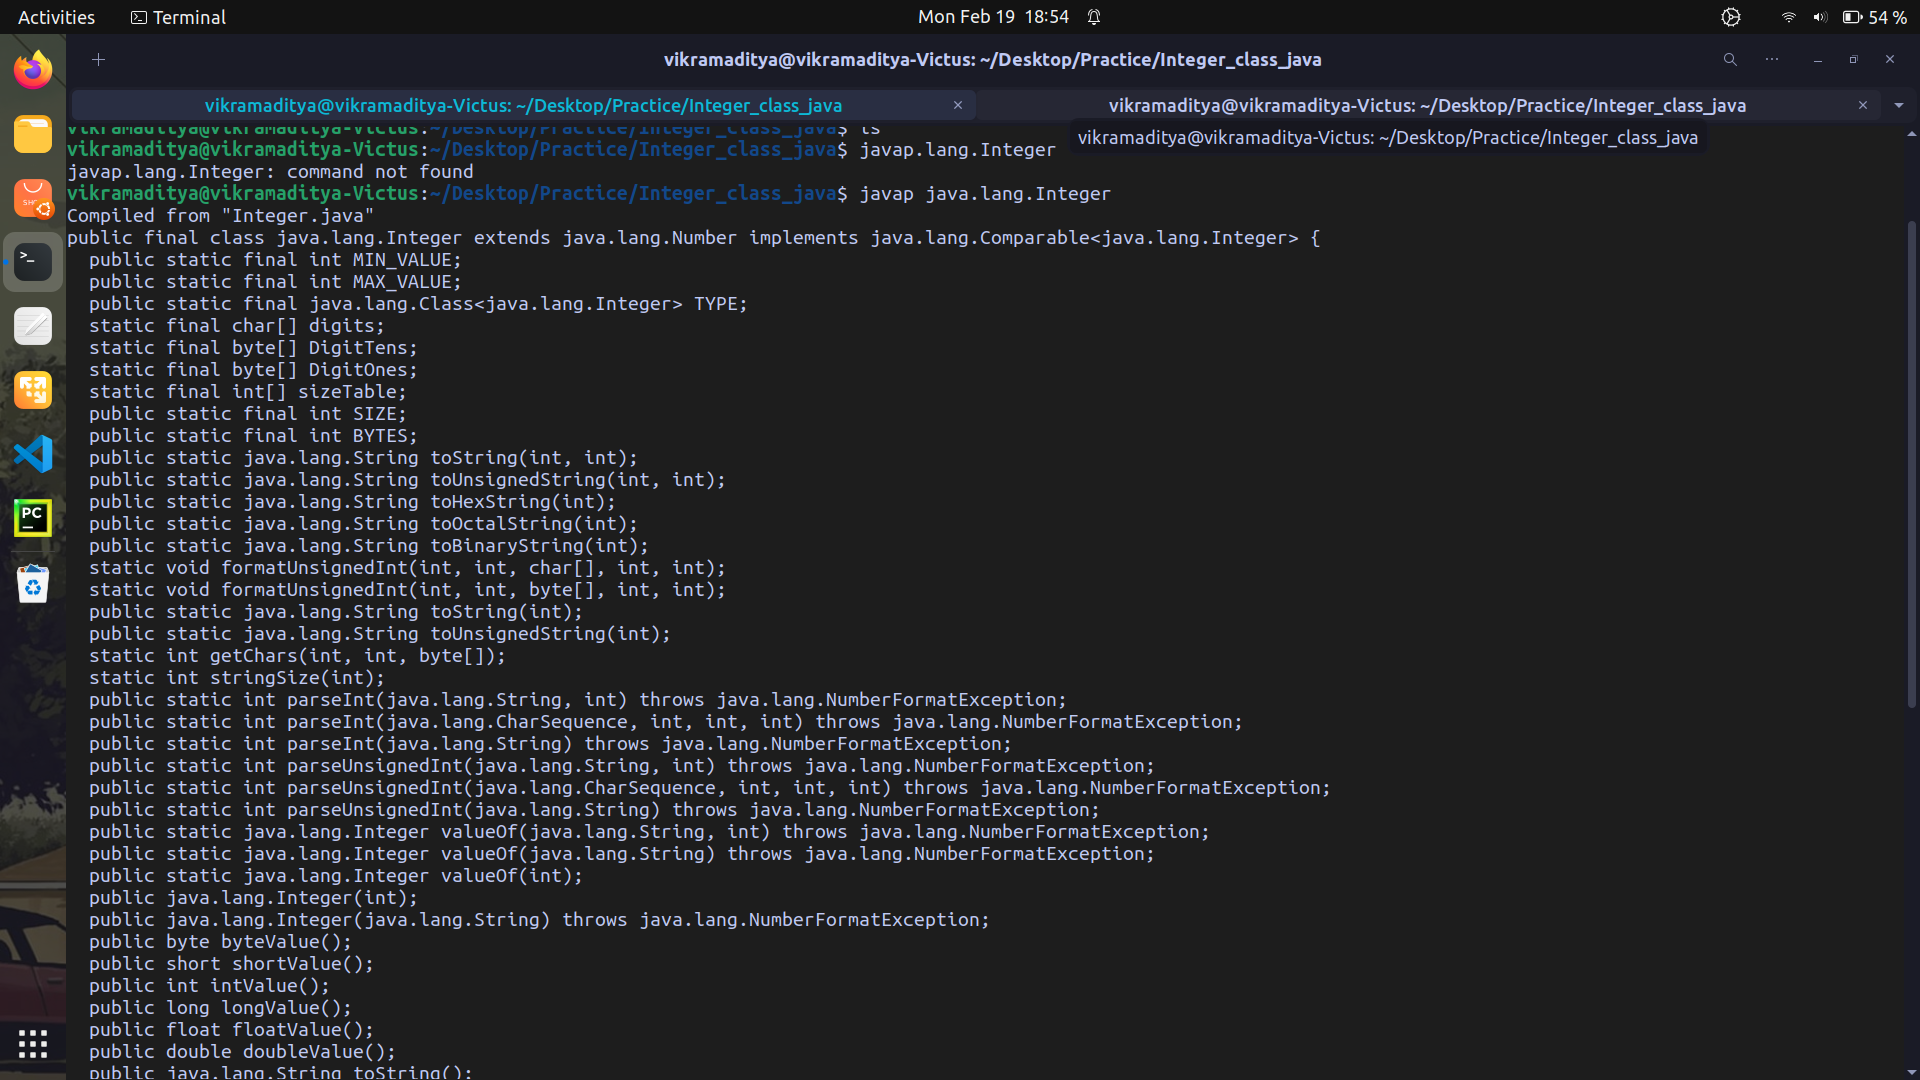 Activities
Terminal
Mon Feb 19 18:54
54 %
vikramaditya@vikramaditya-Victus: ~/Desktop/Practice/Integer_class_java
vikramaditya@vikramaditya-Victus: ~/Desktop/Practice/Integer_class_java
vikramaditya@vikramaditya-Victus: ~/Desktop/Practice/Integer_class_java
vikramaditya@vikramaditya-Victus:~/Desktop/Practice/Integer_class_java$ ls
vikramaditya@vikramaditya-Victus: ~/Desktop/Practice/Integer_class_java
vikramaditya@vikramaditya-Victus:~/Desktop/Practice/Integer_class_java$ javap.lang.Integer
javap.lang.Integer: command not found
vikramaditya@vikramaditya-Victus:~/Desktop/Practice/Integer_class_java$ javap java.lang.Integer
Compiled from "Integer.java"
public final class java.lang.Integer extends java.lang.Number implements java.lang.Comparable<java.lang.Integer> {
  public static final int MIN_VALUE;
  public static final int MAX_VALUE;
  public static final java.lang.Class<java.lang.Integer> TYPE;
  static final char[] digits;
  static final byte[] DigitTens;
  static final byte[] DigitOnes;
  static final int[] sizeTable;
  public static final int SIZE;
  public static final int BYTES;
  public static java.lang.String toString(int, int);
  public static java.lang.String toUnsignedString(int, int);
  public static java.lang.String toHexString(int);
  public static java.lang.String toOctalString(int);
  public static java.lang.String toBinaryString(int);
  static void formatUnsignedInt(int, int, char[], int, int);
  static void formatUnsignedInt(int, int, byte[], int, int);
  public static java.lang.String toString(int);
  public static java.lang.String toUnsignedString(int);
  static int getChars(int, int, byte[]);
  static int stringSize(int);
  public static int parseInt(java.lang.String, int) throws java.lang.NumberFormatException;
  public static int parseInt(java.lang.CharSequence, int, int, int) throws java.lang.NumberFormatException;
  public static int parseInt(java.lang.String) throws java.lang.NumberFormatException;
  public static int parseUnsignedInt(java.lang.String, int) throws java.lang.NumberFormatException;
  public static int parseUnsignedInt(java.lang.CharSequence, int, int, int) throws java.lang.NumberFormatException;
  public static int parseUnsignedInt(java.lang.String) throws java.lang.NumberFormatException;
  public static java.lang.Integer valueOf(java.lang.String, int) throws java.lang.NumberFormatException;
  public static java.lang.Integer valueOf(java.lang.String) throws java.lang.NumberFormatException;
  public static java.lang.Integer valueOf(int);
  public java.lang.Integer(int);
  public java.lang.Integer(java.lang.String) throws java.lang.NumberFormatException;
  public byte byteValue();
  public short shortValue();
  public int intValue();
  public long longValue();
  public float floatValue();
  public double doubleValue();
  public java.lang.String toString();
PC